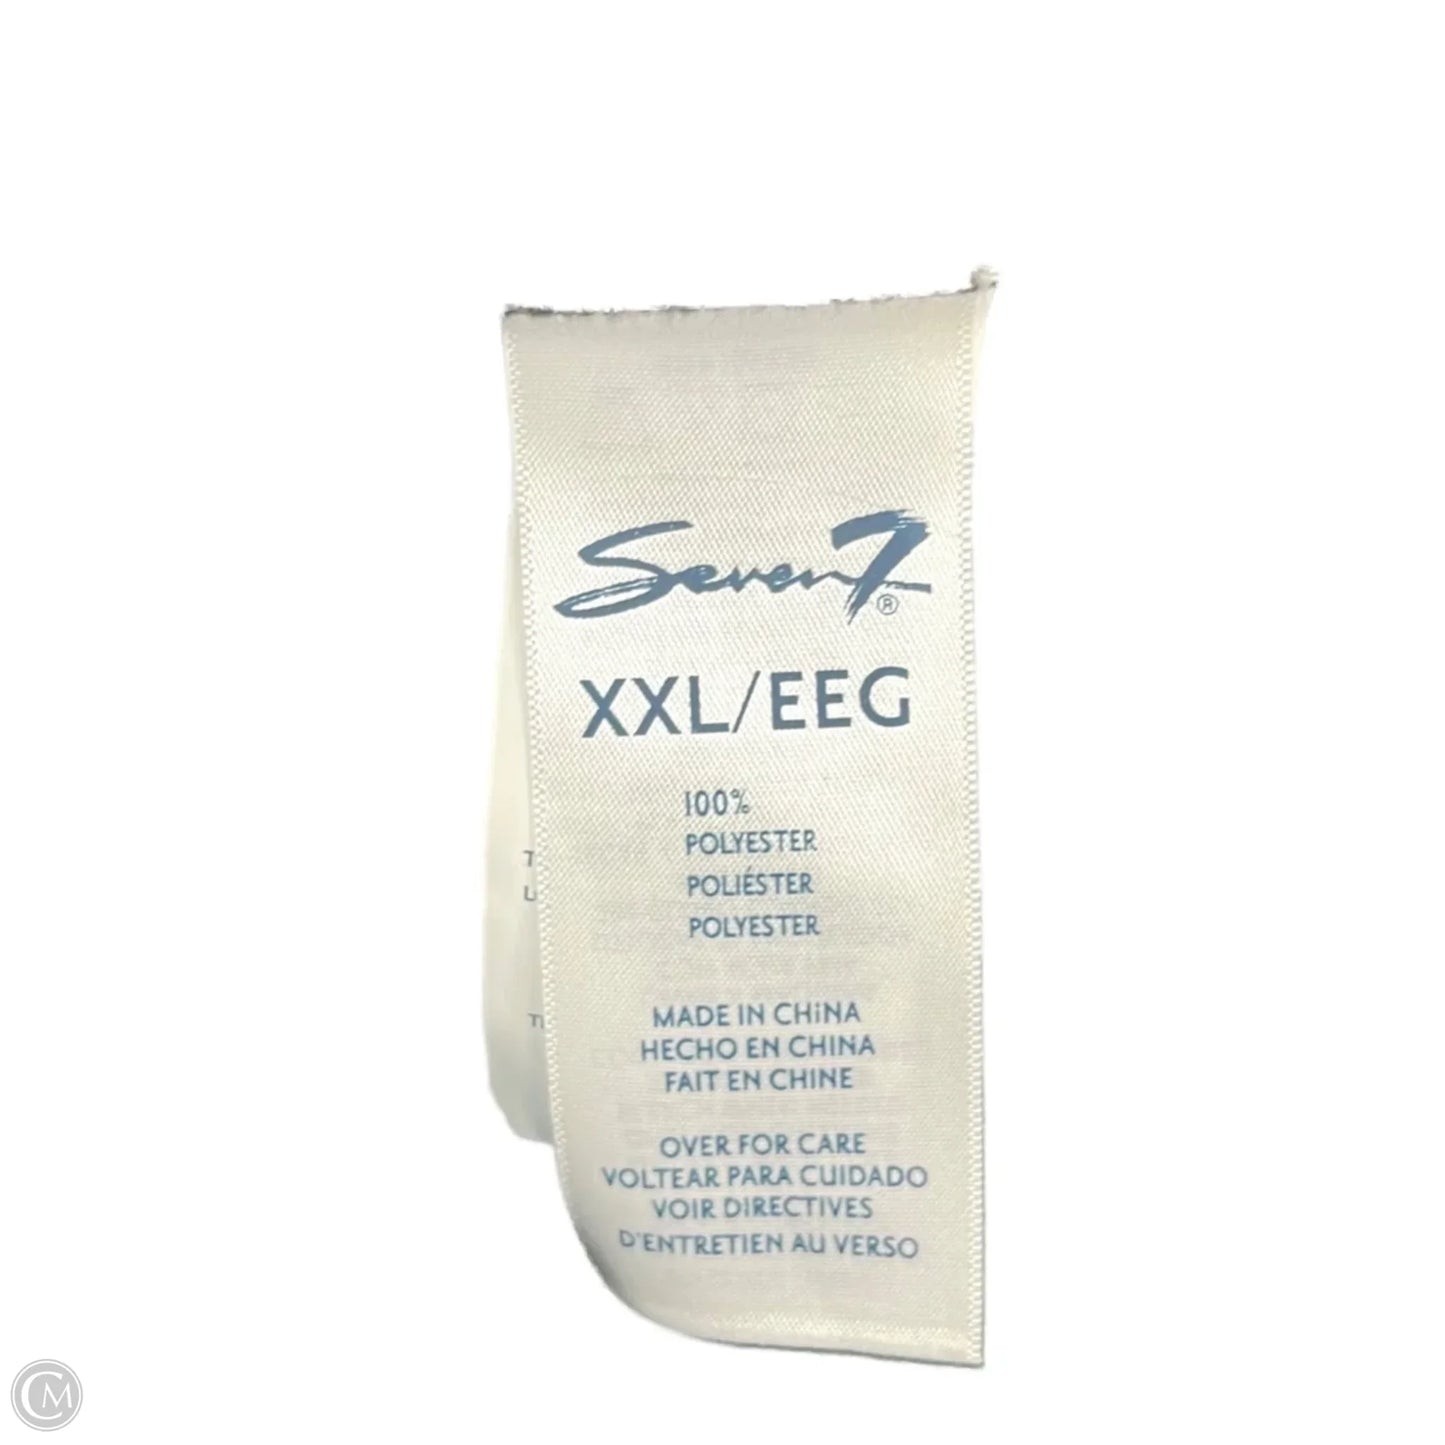 Seven7®
XXL/EEG
100%
POLYESTER
POLIÉSTER
POLYESTER
MADE IN CHiNA
HECHO EN CHINA
FAIT EN CHINE
OVER FOR CARE
VOLTEAR PARA CUIDADO
VOIR DIRECTIVES
D'ENTRETIEN AU VERSO
CM